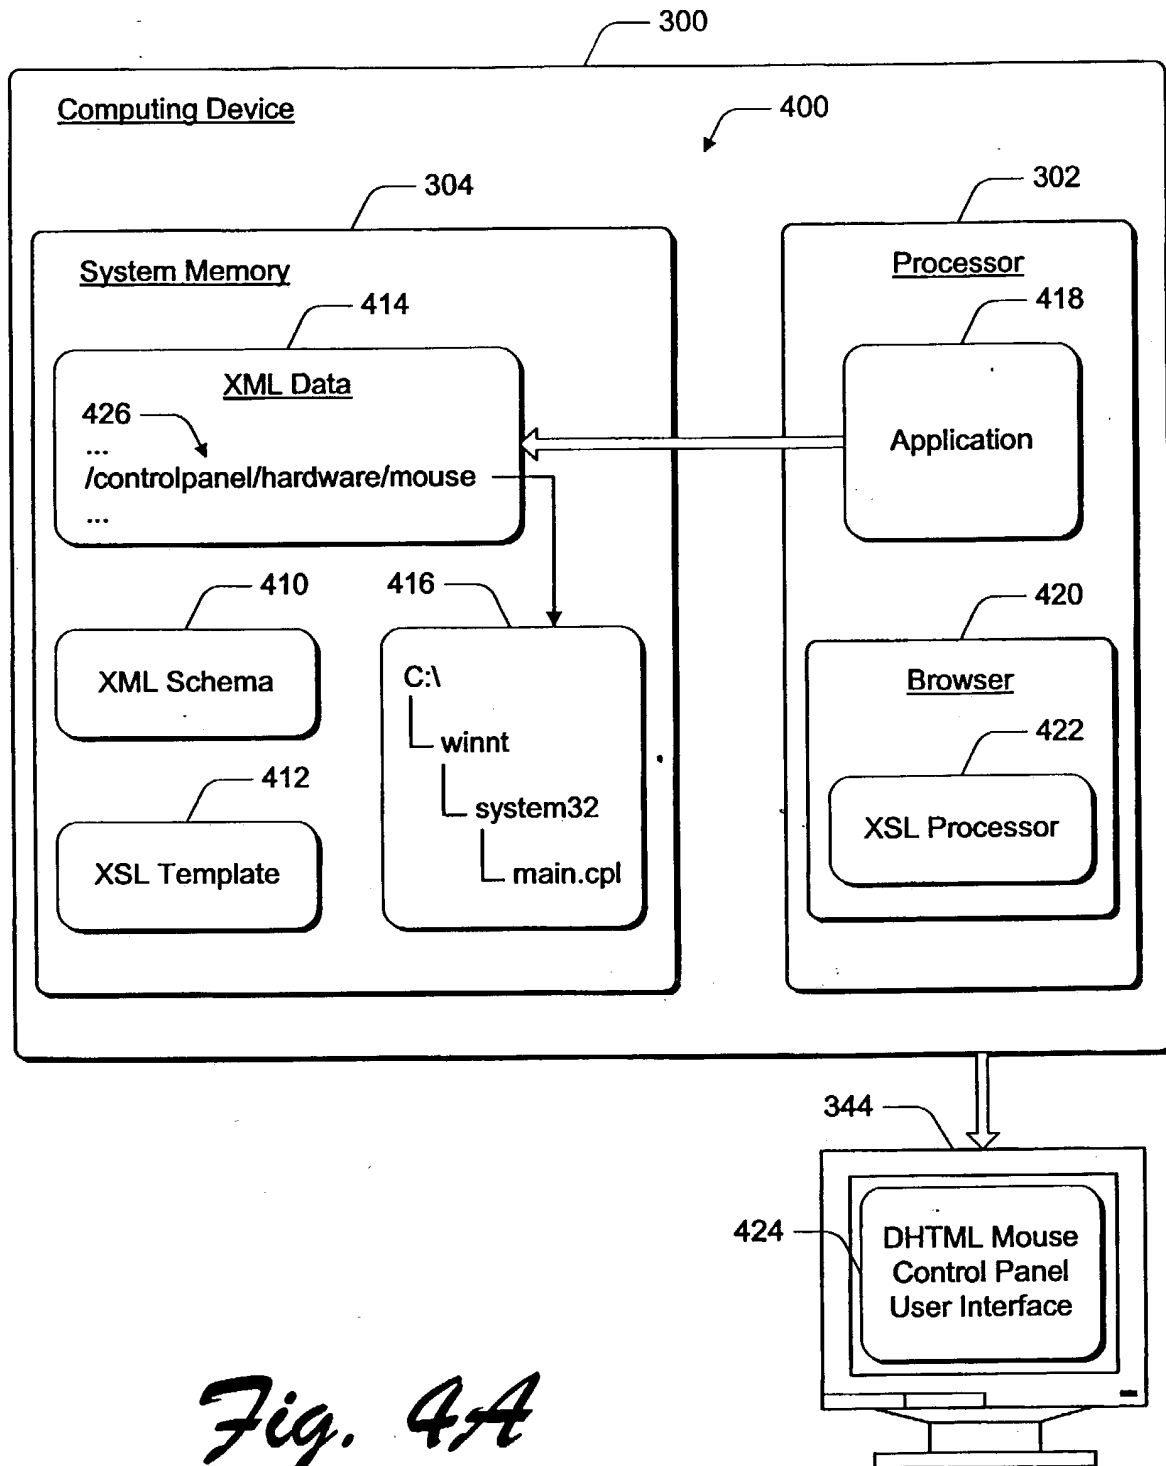 300
Computing Device
400
304
302
System Memory
Processor
414
418
XML Data
426
...
/controlpanel/hardware/mouse
...
Application
410
416
420
XML Schema
C:\
winnt
system32
main.cpl
Browser
422
XSL Processor
412
XSL Template
344
424
DHTML Mouse
Control Panel
User Interface
Fig. 4A